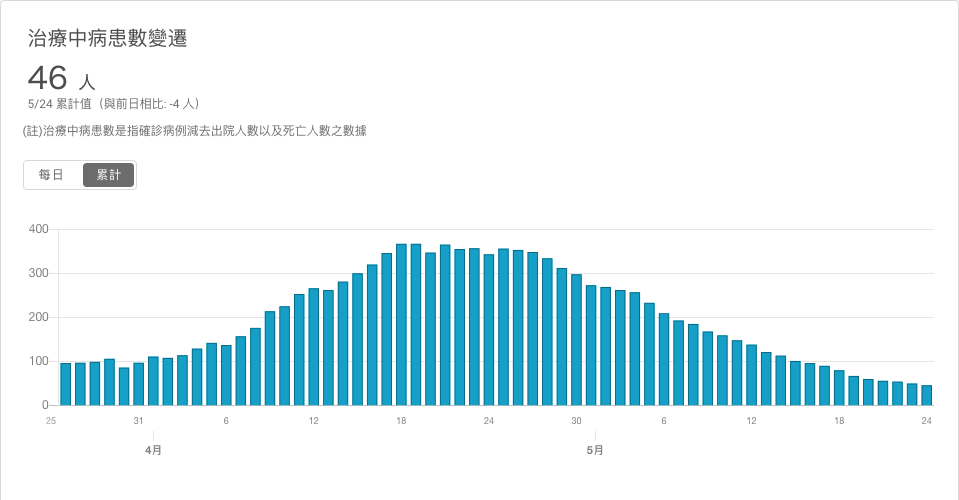 治療中病患數變遷
46 人
5/24 累計值（與前日相比: -4 人）
(註)治療中病患數是指確診病例減去出院人數以及死亡人數之數據
每日 累計
400
300
200
100
0
25 31 6 12 18 24 30 6 12 18 24
4月 5月